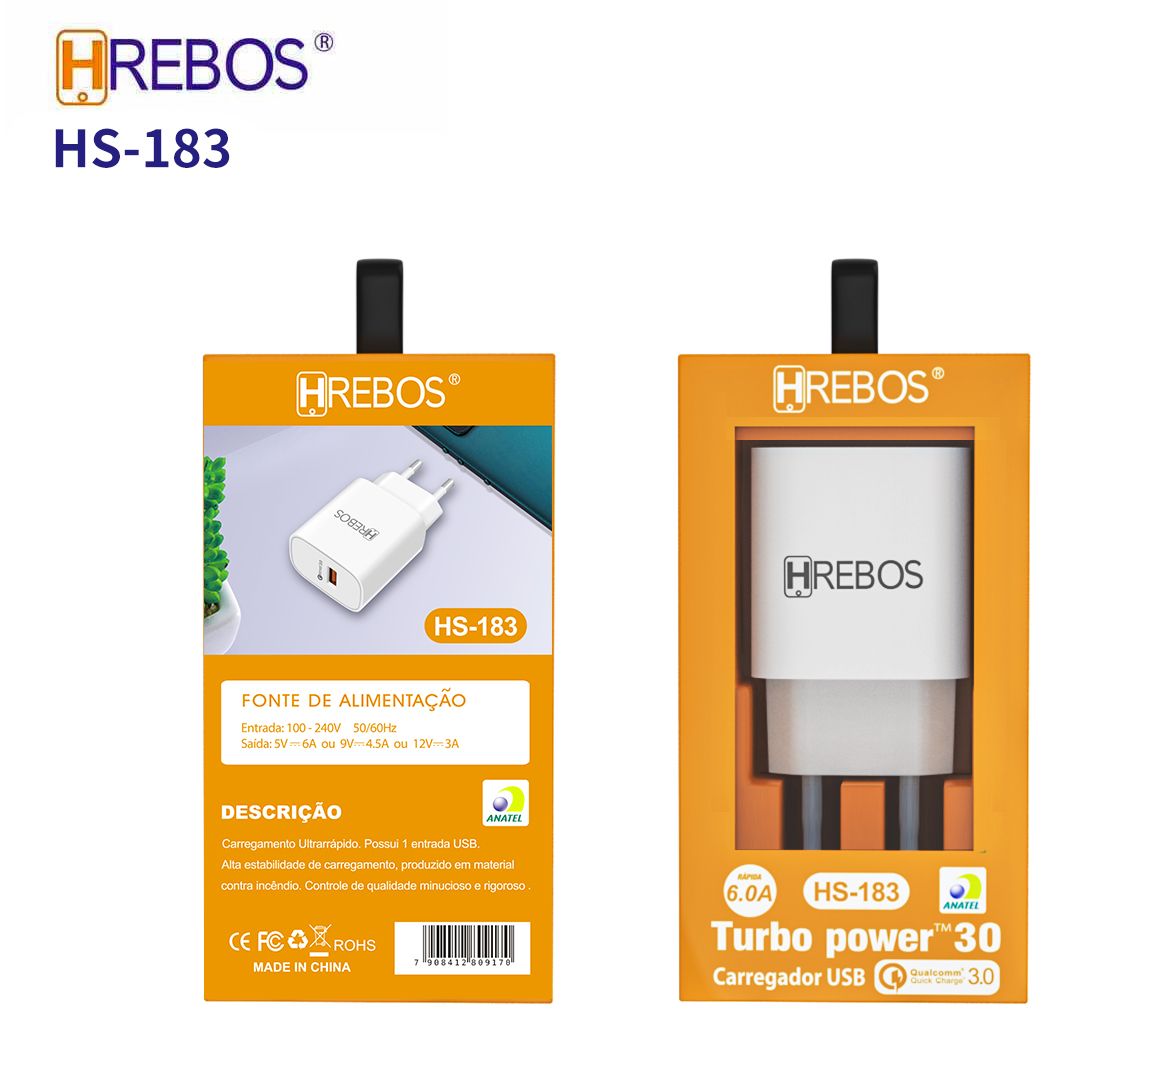 HREBOS®
HS-183
HREBOS®
HREBOS
HS-183
FONTE DE ALIMENTAÇÃO
Entrada: 100 - 240V 50/60Hz
Saída: 5V⎓6A ou 9V⎓4.5A ou 12V⎓3A
DESCRIÇÃO
ANATEL
Carregamento Ultrarrápido. Possui 1 entrada USB.
Alta estabilidade de carregamento, produzido em material
contra incêndio. Controle de qualidade minucioso e rigoroso .
CE FC ROHS
MADE IN CHINA
7 908412 809170
HREBOS®
HREBOS
RÁPIDA
6.0A
HS-183
ANATEL
Turbo power™ 30
Carregador USB
Qualcomm®
Quick Charge™
3.0